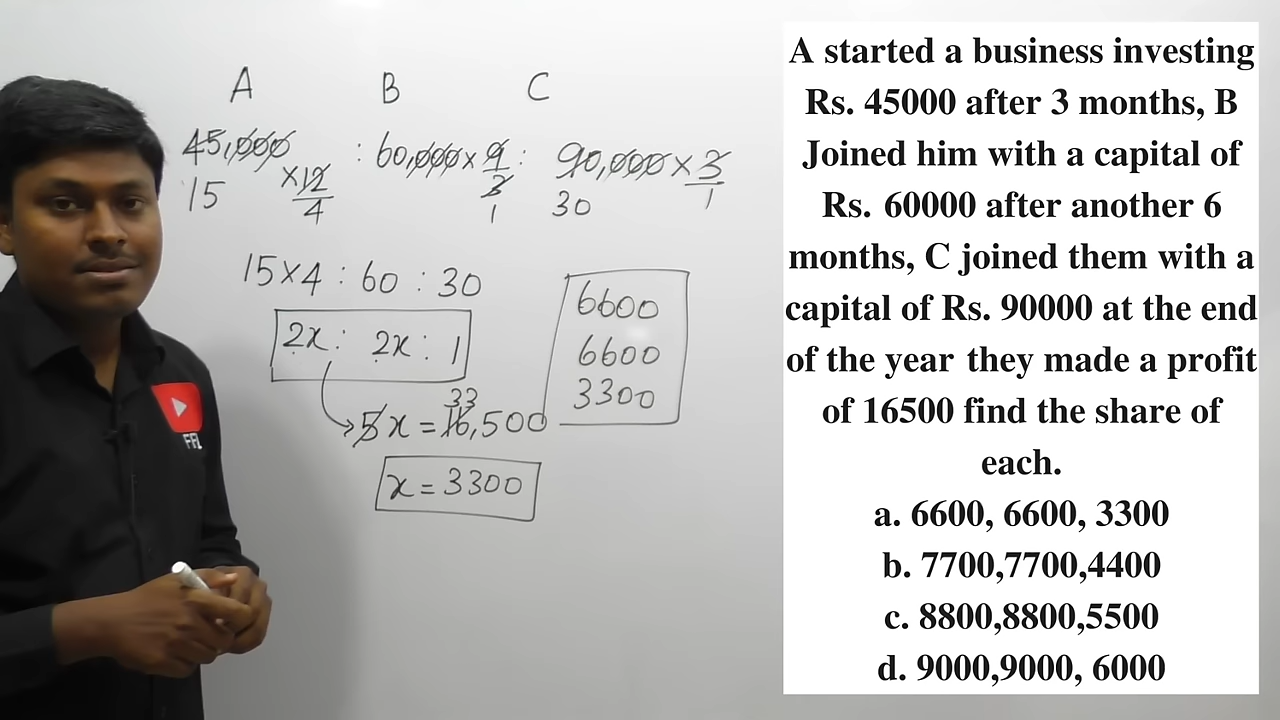 A B C
45,000 × 12 : 60,000 × 9 : 90,000 × 3
15 4 3 30 1
1
15×4 : 60 : 30
2x : 2x : 1
5x = 16,500
33
x = 3300
6600
6600
3300
FFL
A started a business investing
Rs. 45000 after 3 months, B
Joined him with a capital of
Rs. 60000 after another 6
months, C joined them with a
capital of Rs. 90000 at the end
of the year they made a profit
of 16500 find the share of
each.
a. 6600, 6600, 3300
b. 7700,7700,4400
c. 8800,8800,5500
d. 9000,9000, 6000